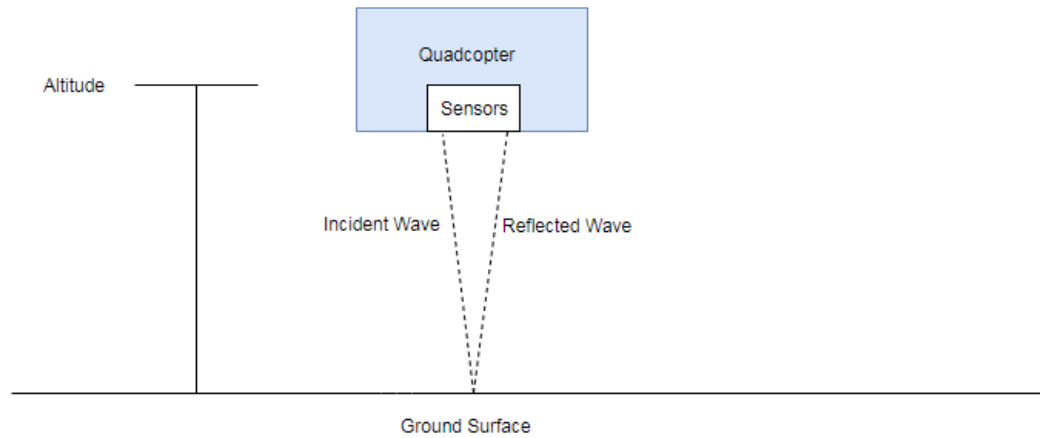 Quadcopter
Altitude
Sensors
Incident Wave
Reflected Wave
Ground Surface